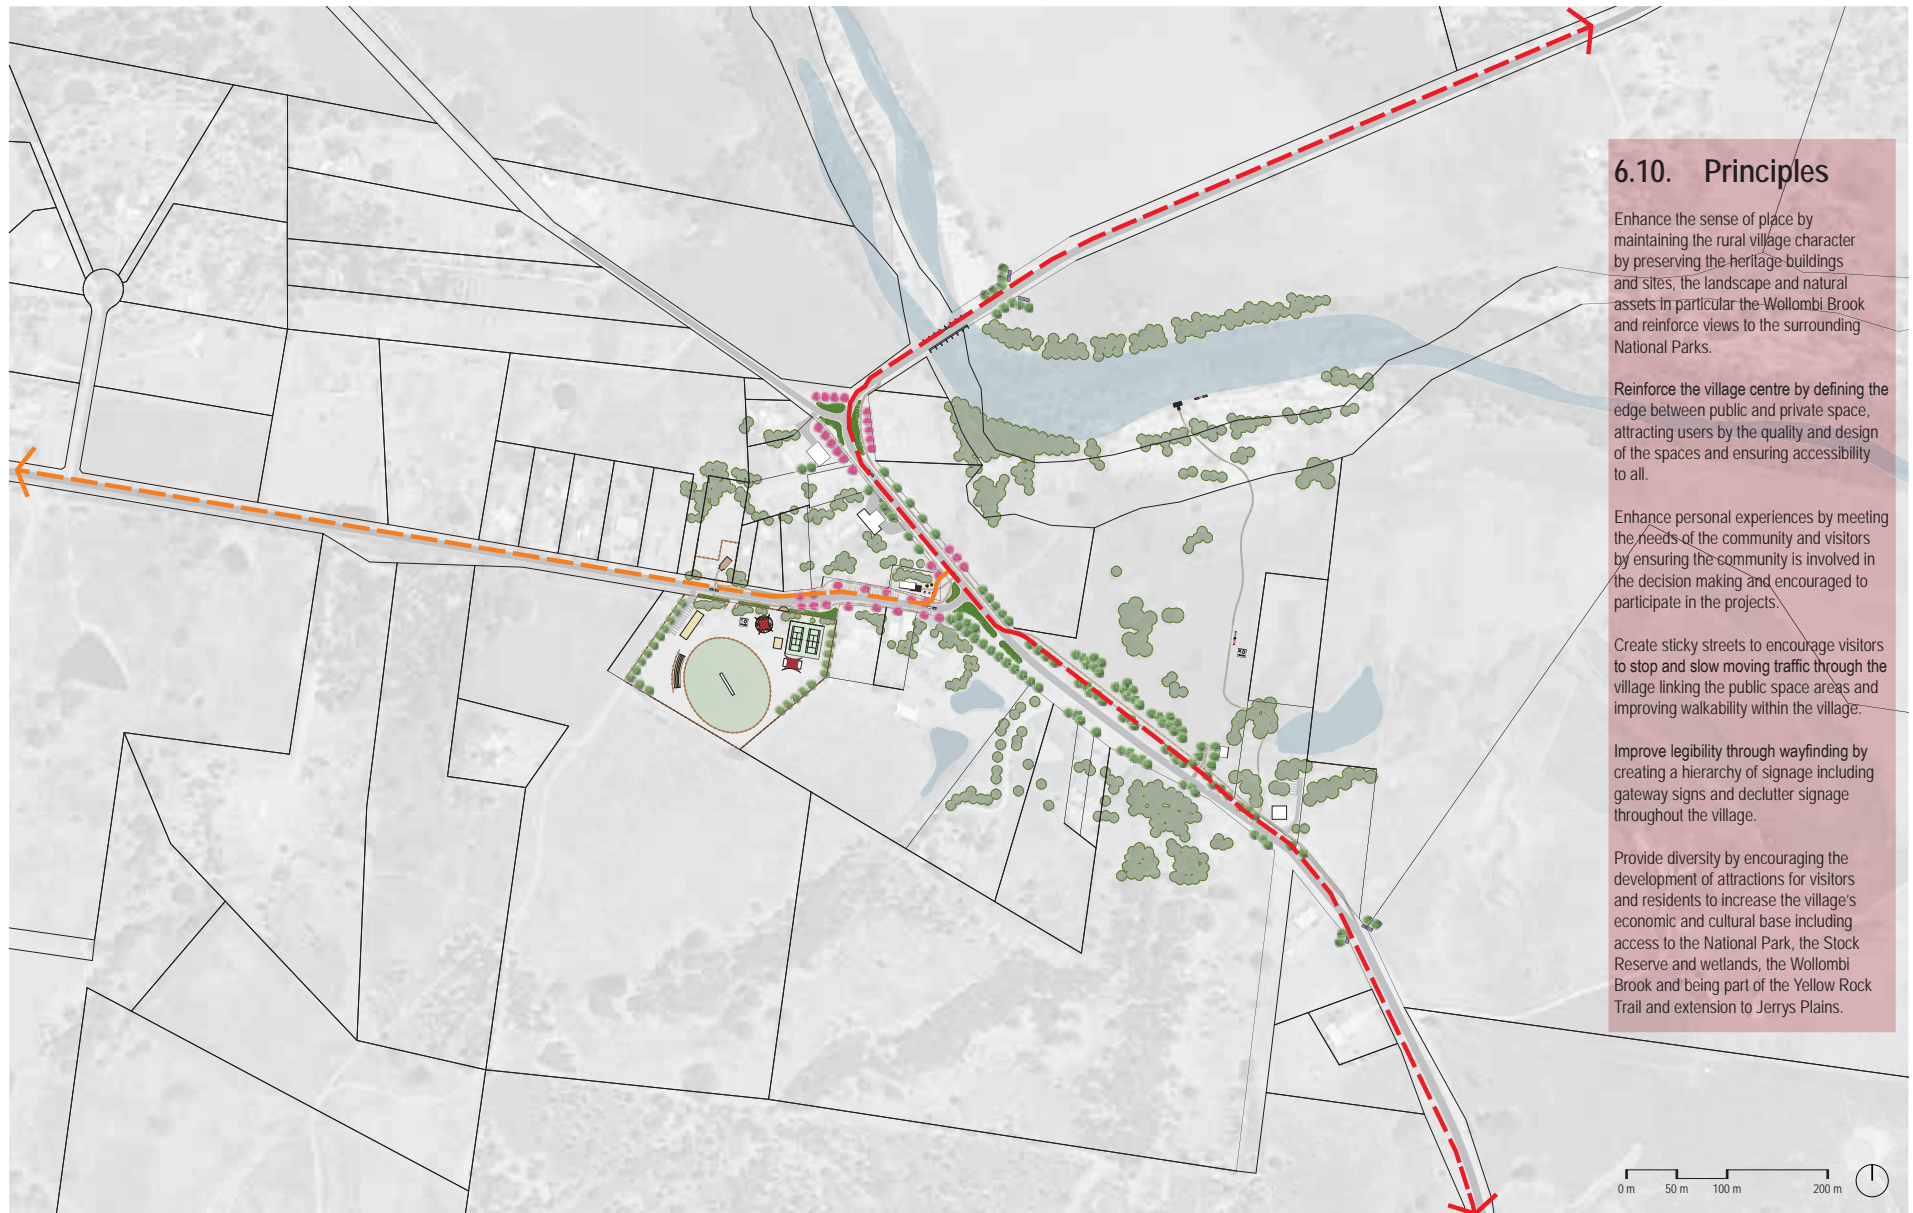 6.10. Principles
Enhance the sense of place by
maintaining the rural village character
by preserving the heritage buildings
and sites, the landscape and natural
assets in particular the Wollombi Brook
and reinforce views to the surrounding
National Parks.
Reinforce the village centre by defining the
edge between public and private space,
attracting users by the quality and design
of the spaces and ensuring accessibility
to all.
Enhance personal experiences by meeting
the needs of the community and visitors
by ensuring the community is involved in
the decision making and encouraged to
participate in the projects.
Create sticky streets to encourage visitors
to stop and slow moving traffic through the
village linking the public space areas and
improving walkability within the village.
Improve legibility through wayfinding by
creating a hierarchy of signage including
gateway signs and declutter signage
throughout the village.
Provide diversity by encouraging the
development of attractions for visitors
and residents to increase the village's
economic and cultural base including
access to the National Park, the Stock
Reserve and wetlands, the Wollombi
Brook and being part of the Yellow Rock
Trail and extension to Jerrys Plains.
0 m 50 m 100 m 200 m